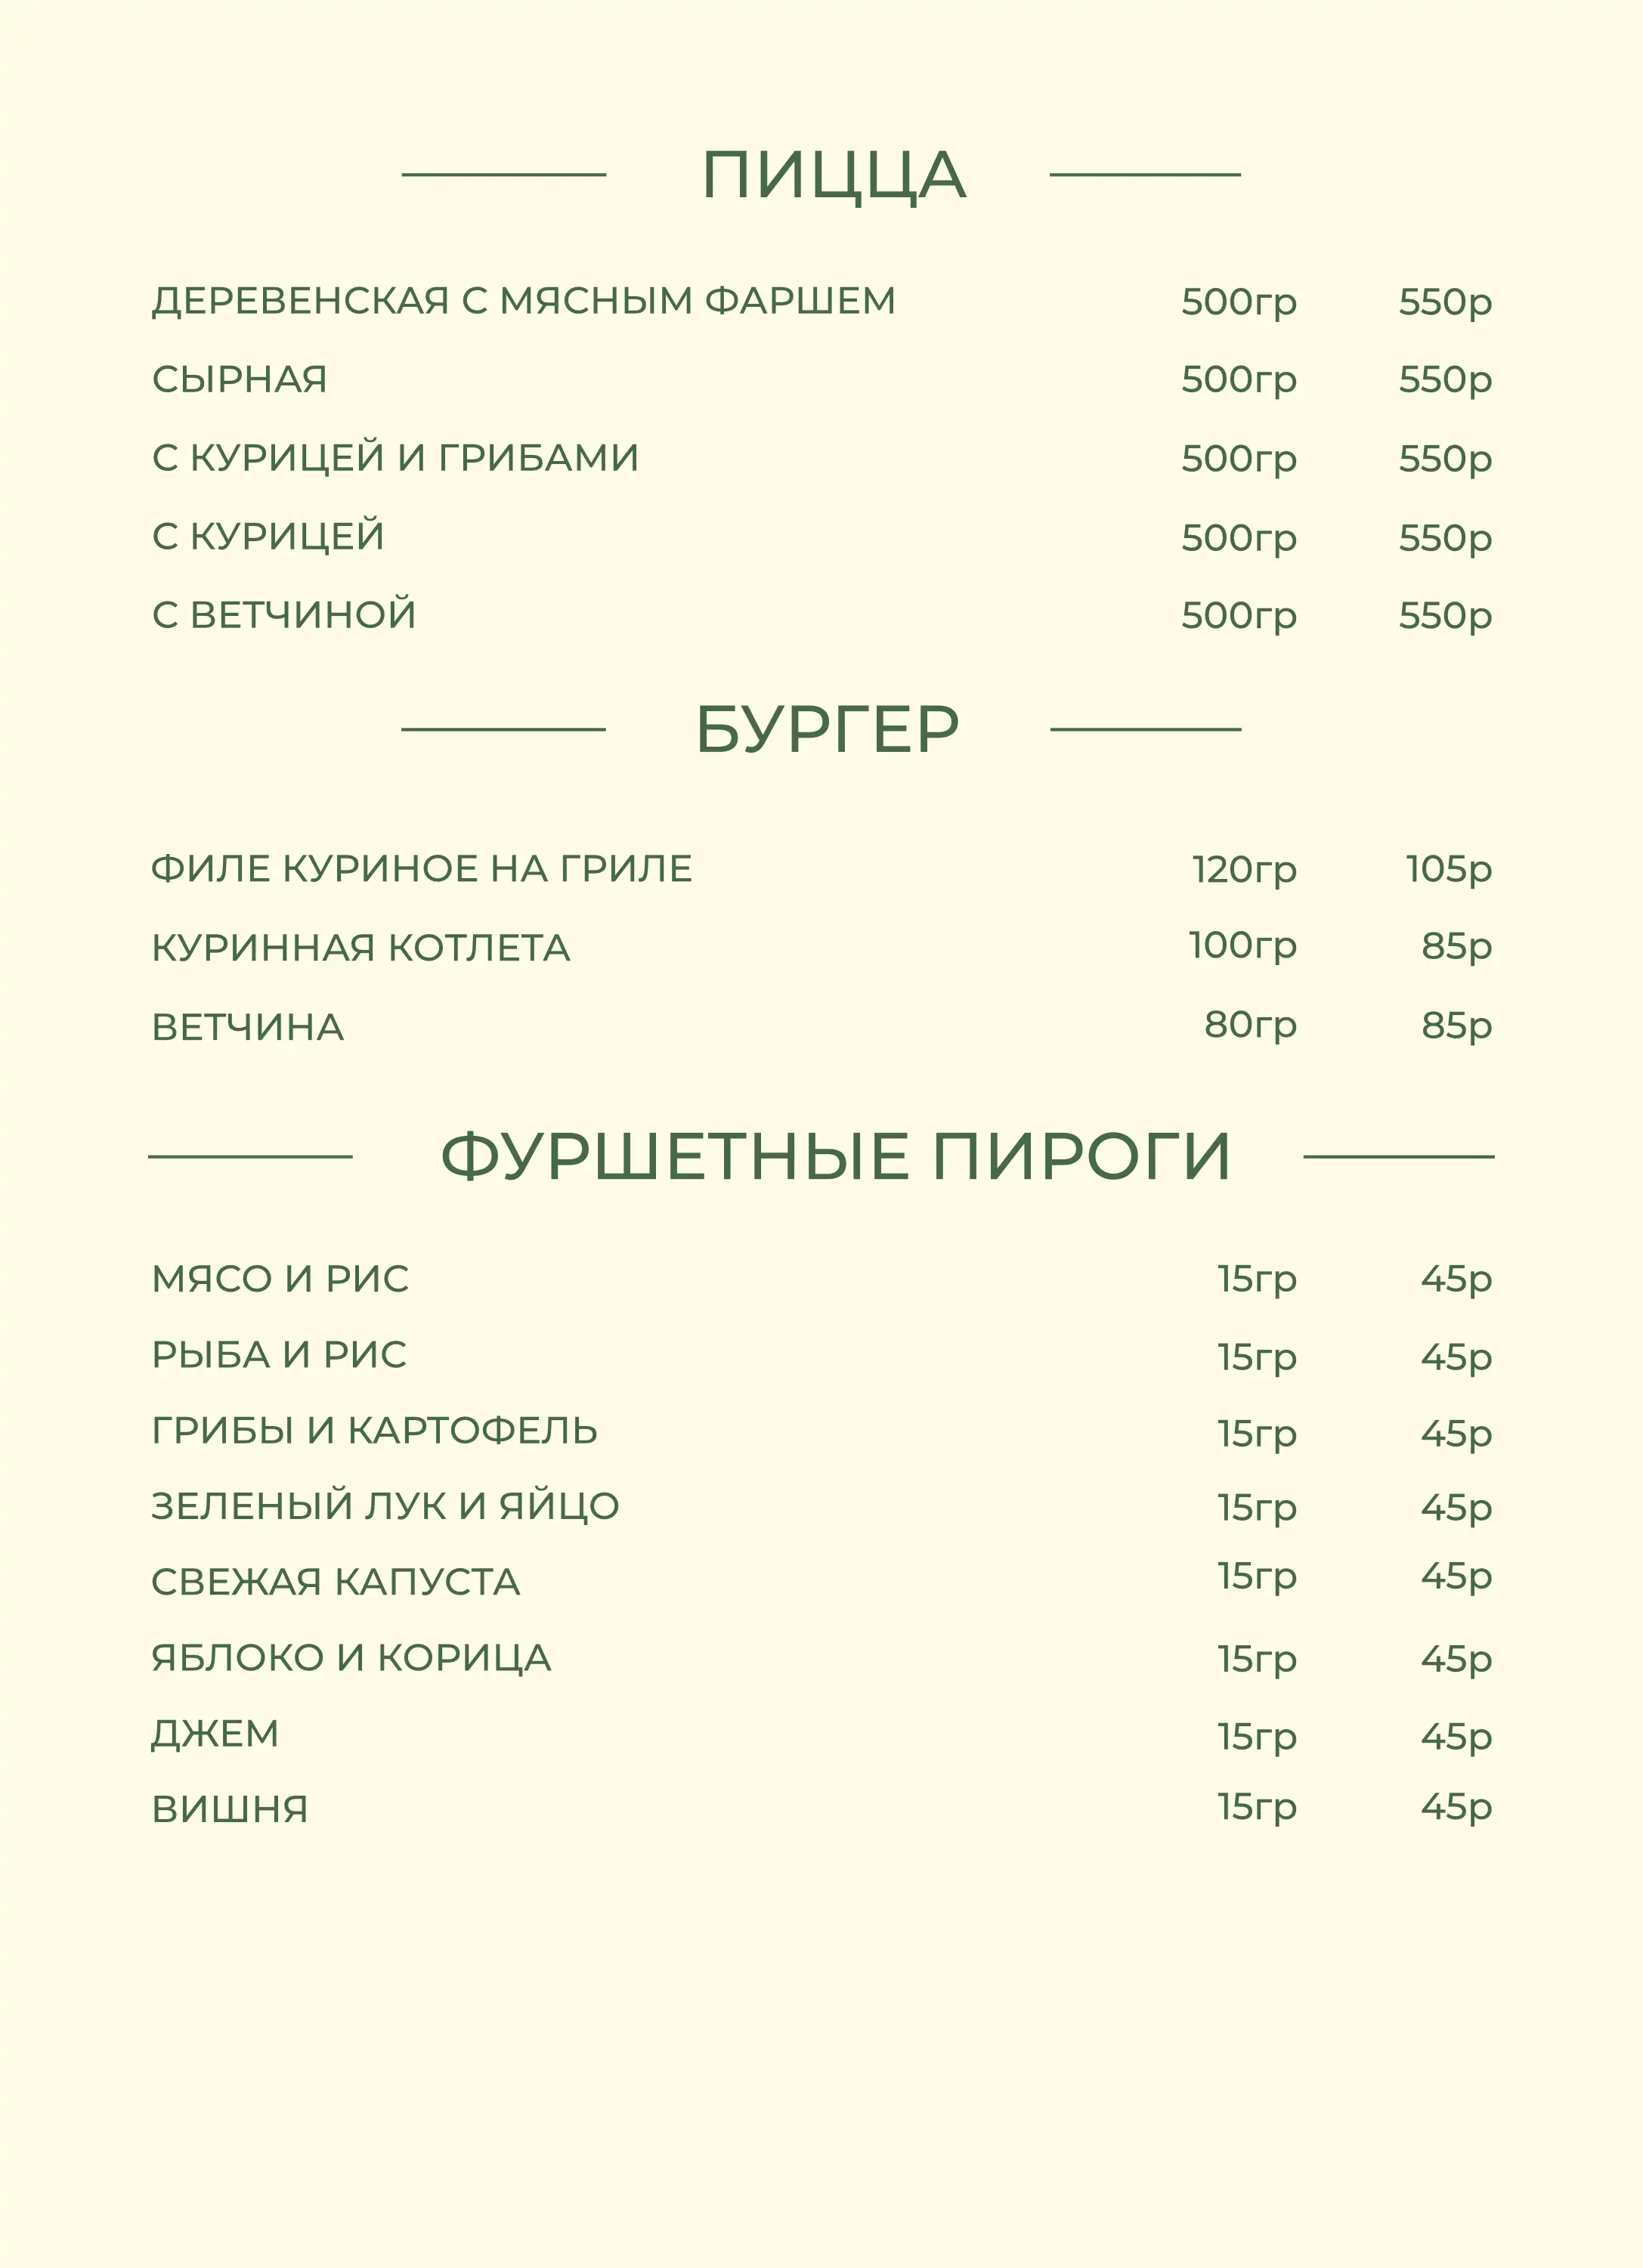 ПИЦЦА
ДЕРЕВЕНСКАЯ С МЯСНЫМ ФАРШЕМ 500гр 550р
СЫРНАЯ 500гр 550р
С КУРИЦЕЙ И ГРИБАМИ 500гр 550р
С КУРИЦЕЙ 500гр 550р
С ВЕТЧИНОЙ 500гр 550р
БУРГЕР
ФИЛЕ КУРИНОЕ НА ГРИЛЕ 120гр 105р
КУРИННАЯ КОТЛЕТА 100гр 85р
ВЕТЧИНА 80гр 85р
ФУРШЕТНЫЕ ПИРОГИ
МЯСО И РИС 15гр 45р
РЫБА И РИС 15гр 45р
ГРИБЫ И КАРТОФЕЛЬ 15гр 45р
ЗЕЛЕНЫЙ ЛУК И ЯЙЦО 15гр 45р
СВЕЖАЯ КАПУСТА 15гр 45р
ЯБЛОКО И КОРИЦА 15гр 45р
ДЖЕМ 15гр 45р
ВИШНЯ 15гр 45р